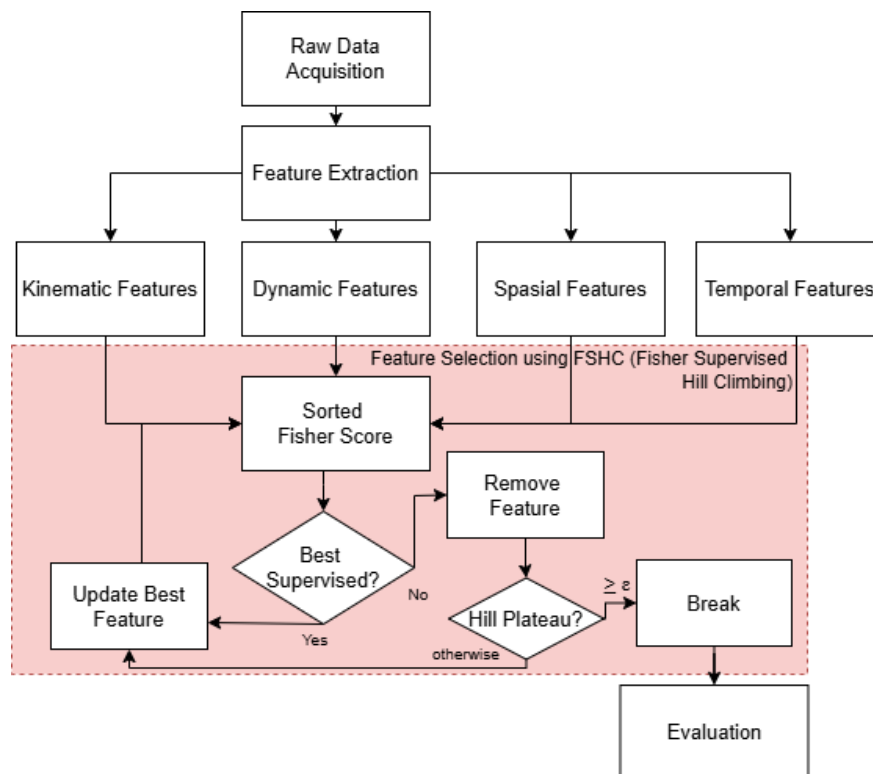 Raw Data
Acquisition
Feature Extraction
Kinematic Features
Dynamic Features
Spasial Features
Temporal Features
Feature Selection using FSHC (Fisher Supervised
Hill Climbing)
Sorted
Fisher Score
Remove
Feature
Best
Supervised?
No
Yes
Update Best
Feature
Hill Plateau?
≥ ε
otherwise
Break
Evaluation